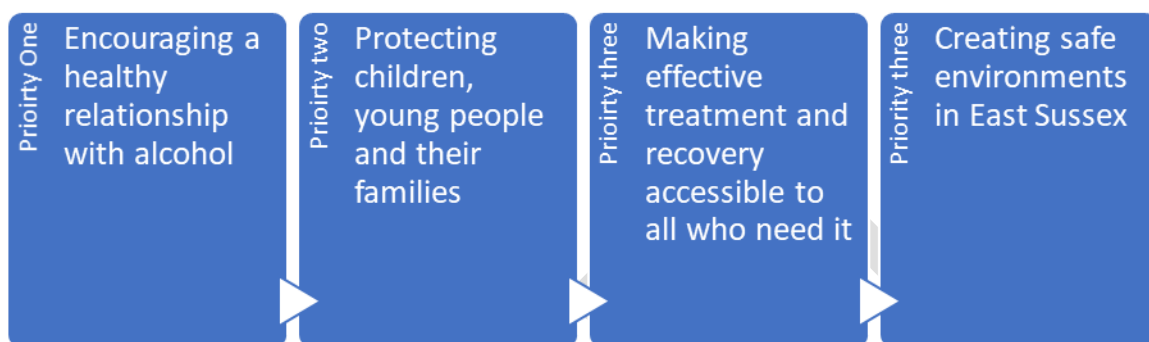 Prioirty One
Encouraging a
healthy
relationship
with alcohol
Prioirty two
Protecting
children,
young people
and their
families
Prioirty three
Making
effective
treatment and
recovery
accessible to
all who need it
Priority three
Creating safe
environments
in East Sussex